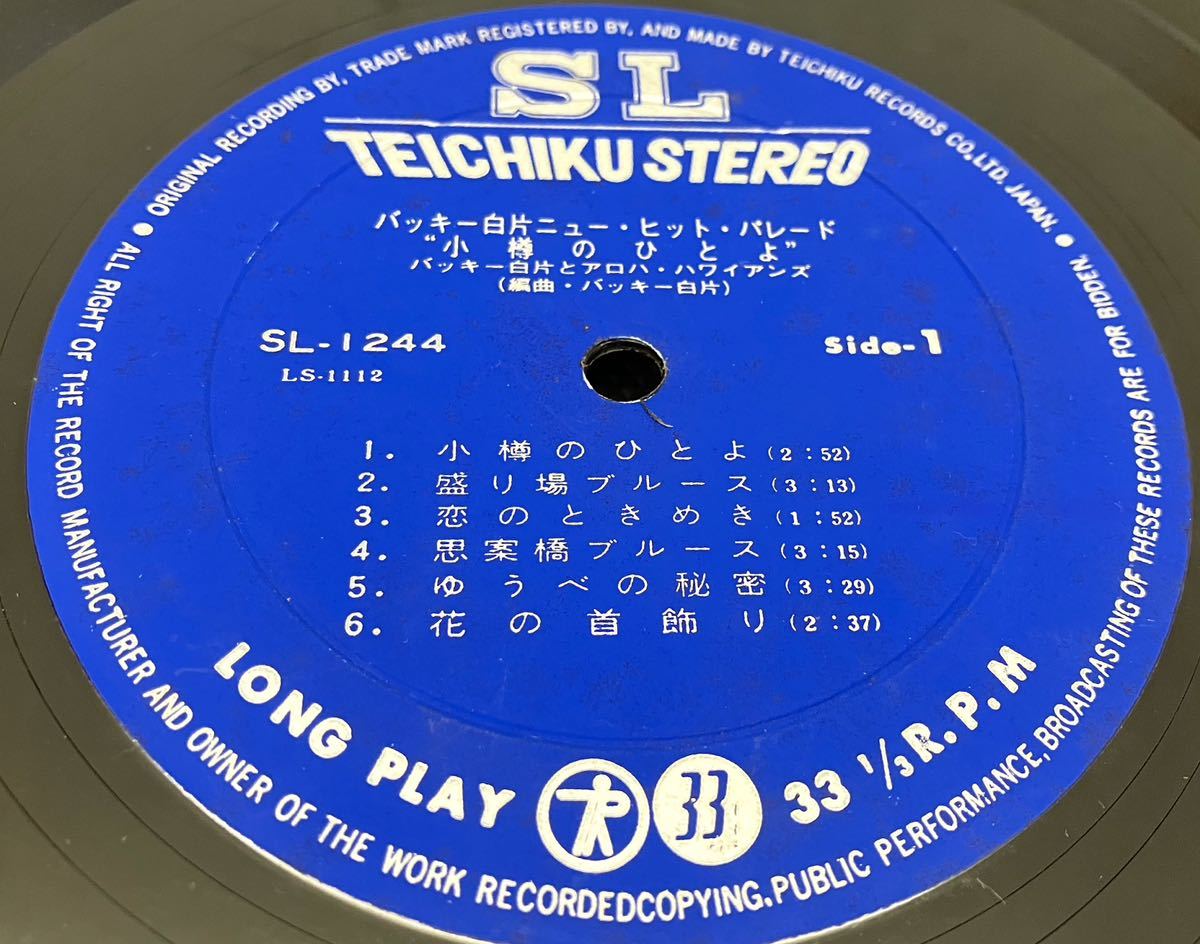 ORIGINAL RECORDING BY, TRADE MARK REGISTERED BY, AND MADE BY TEICHIKU RECORDS CO., LTD. JAPAN.
SL
TEICHIKU STEREO
バッキー白片ニュー・ヒット・パレード
“小樽のひとよ”
バッキー白片とアロハ・ハワイアンズ
(編曲・バッキー白片)
SL-1244
Side-1
LS-1112
1. 小樽のひとよ(2:52)
2. 盛り場ブルース(3:13)
3. 恋のときめき(1:52)
4. 思案橋ブルース(3:15)
5. ゆうべの秘密(3:29)
6. 花の首飾り(2:37)
LONG PLAY
33
33 1/3 R.P.M
ALL RIGHT OF THE RECORD MANUFACTURER AND OWNER OF THE WORK RECORDEDCOPYING, PUBLIC PERFORMANCE, BROADCASTING OF THESE RECORDS ARE FOR BIDDEN.